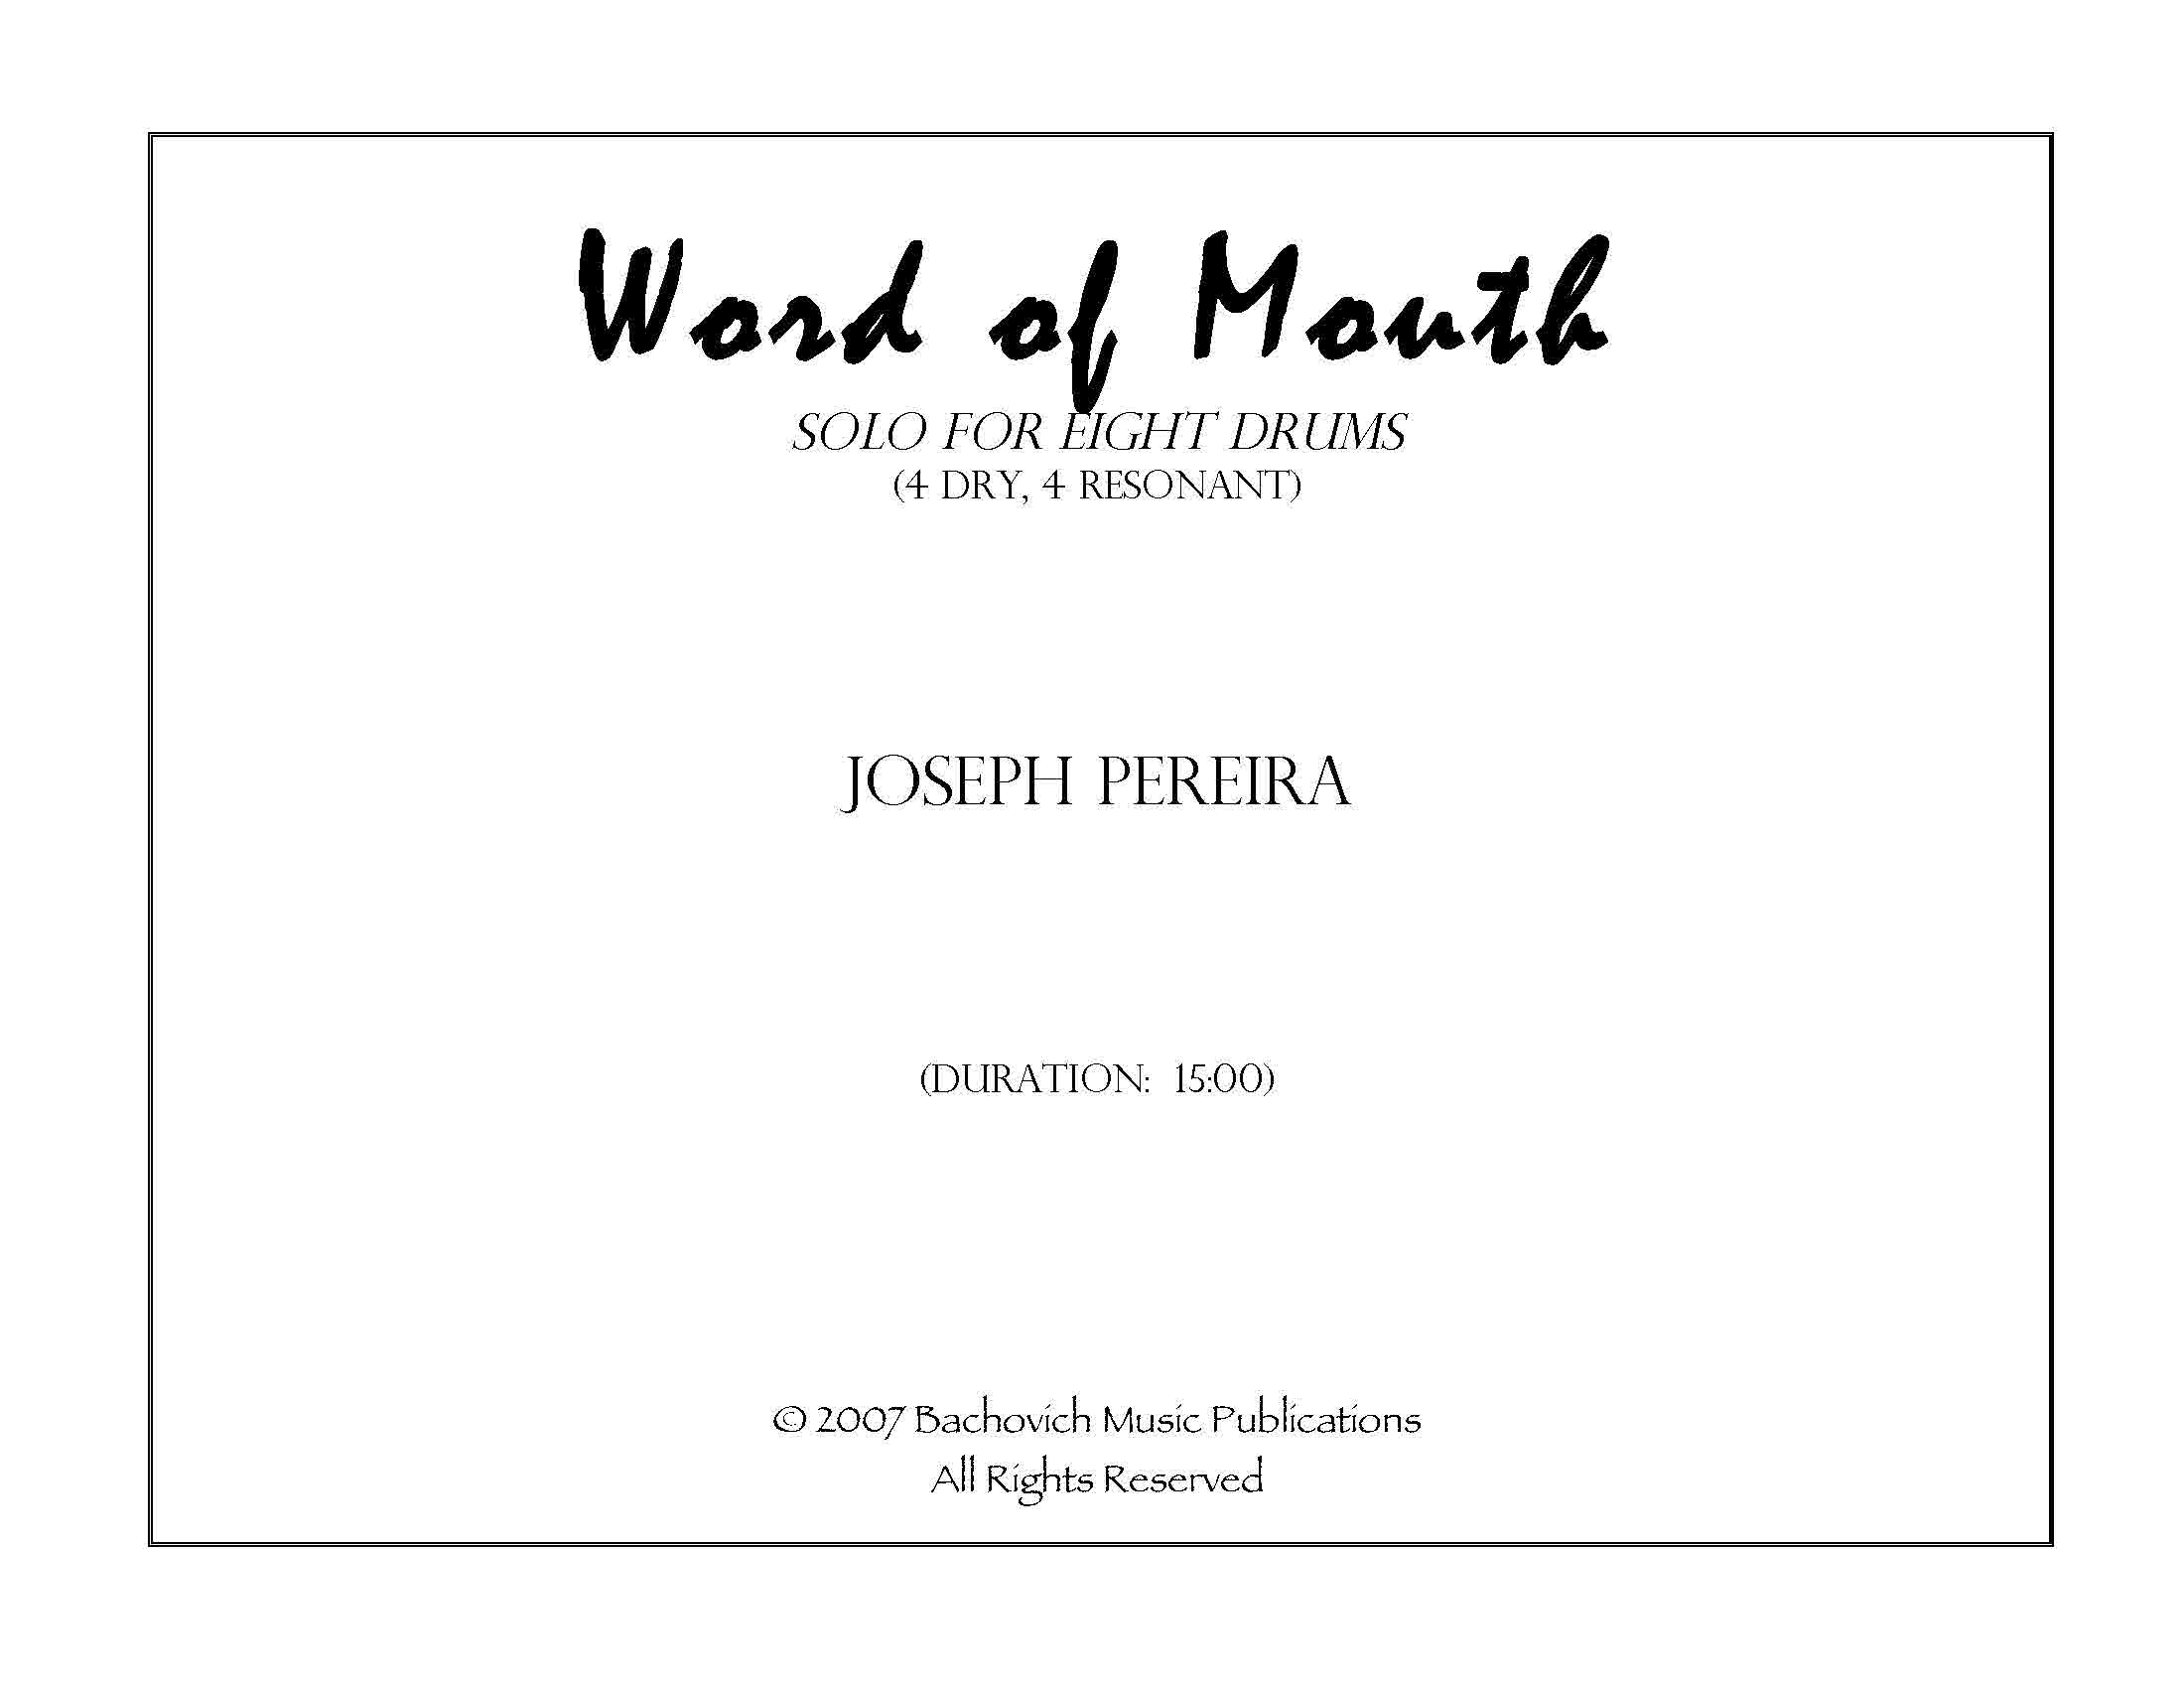 Word of Mouth
SOLO FOR EIGHT DRUMS
(4 DRY, 4 RESONANT)
JOSEPH PEREIRA
(DURATION: 15:00)
© 2007 Bachovich Music Publications
All Rights Reserved